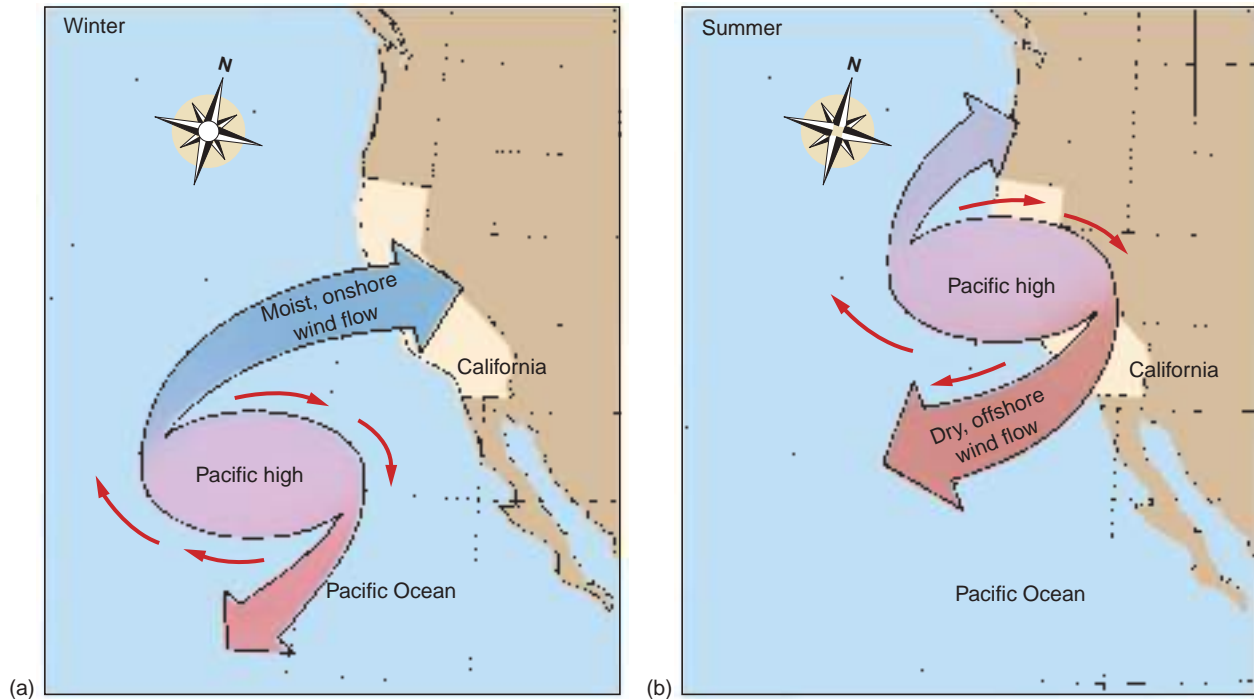 Winter
N
Moist, onshore
wind flow
California
Pacific high
Pacific Ocean
(a)
Summer
N
Pacific high
California
Dry, offshore
wind flow
Pacific Ocean
(b)